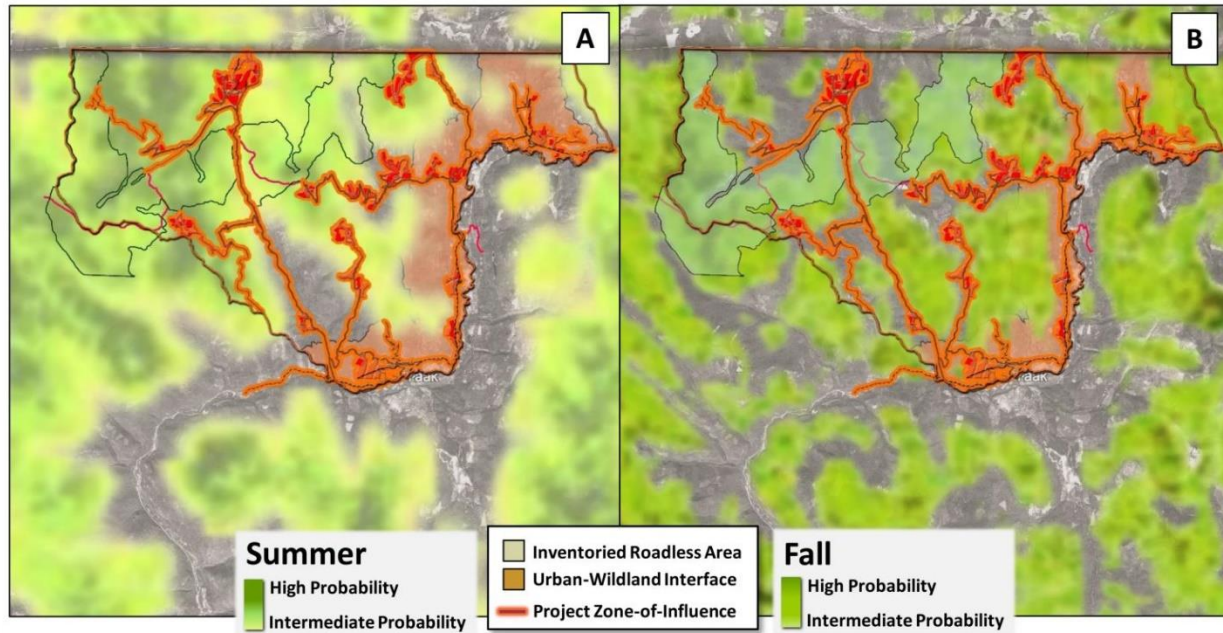 A
B
Summer
High Probability
Intermediate Probability
Inventoried Roadless Area
Urban-Wildland Interface
Project Zone-of-Influence
Fall
High Probability
Intermediate Probability